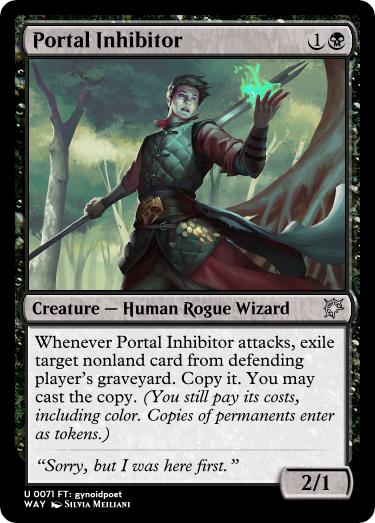 Portal Inhibitor 1
Creature — Human Rogue Wizard
Whenever Portal Inhibitor attacks, exile
target nonland card from defending
player's graveyard. Copy it. You may
cast the copy. (You still pay its costs,
including color. Copies of permanents enter
as tokens.)
“Sorry, but I was here first.”
2/1
U 0071 FT: gynoidpoet
WAY SILVIA MEILIANI